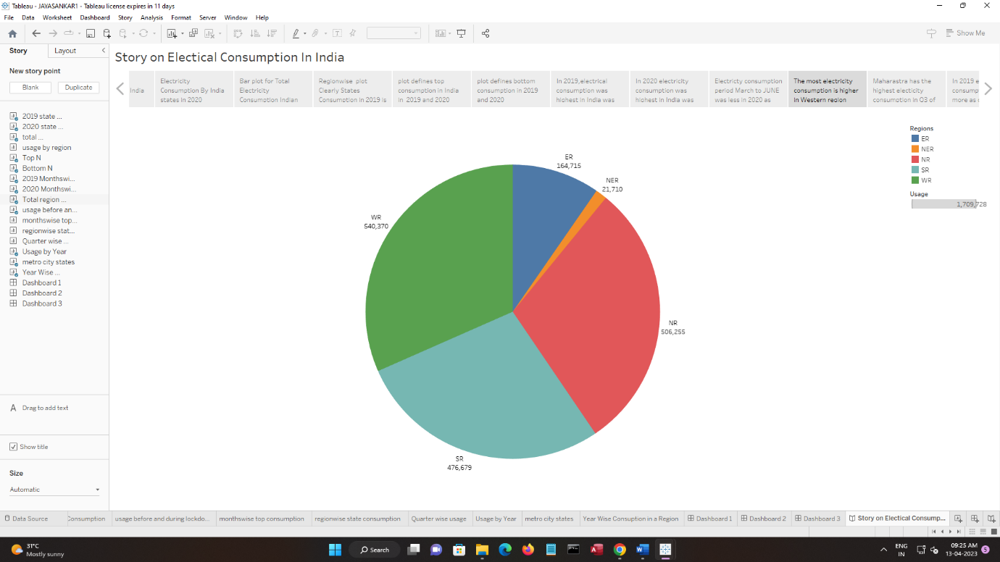 Tableau - JAYASANKAR1 - Tableau license expires in 11 days
File Data Worksheet Dashboard Story Analysis Format Server Window Help
Show Me
Story Layout
New story point
Blank Duplicate
2019 state ...
2020 state ...
total ...
usage by region
Top N
Bottom N
2019 Monthswi...
2020 Monthswi...
Total region ...
usage before an...
monthswise top...
regionwise stat...
Quarter wise ...
Usage by Year
metro city states
Year Wise ...
Dashboard 1
Dashboard 2
Dashboard 3
A Drag to add text
Show title
Size
Automatic
Story on Electical Consumption In India
India
Electricity
Consumption By India
states in 2020
Bar plot for Total
Electricity
Consumption Indian
Regionwise plot
Clearly States
Consumption in 2019 is
plot defines top
consumption in India
in 2019 and 2020
plot defines bottom
consumption in 2019
and 2020
In 2019,electrical
consumption was
highest in India was
In 2020 electricity
consumption was
highest in India was
Electricty consumption
period March to JUNE
was less in 2020 as
The most electricity
consumption is higher
in Western region
Maharastra has the
highest electicity
consumption in Q3 of
In 2019 e
consump
more as
ER
164,715
NER
21,710
WR
540,370
NR
506,255
SR
476,679
Regions
ER
NER
NR
SR
WR
Usage
1,709,728
Data Source Consumption usage before and during lockdo... monthswise top consumption regionwise state consumption Quarter wise usage Usage by Year metro city states Year Wise Consuption in a Region Dashboard 1 Dashboard 2 Dashboard 3 Story on Electical Consump...
31°C
Mostly sunny
Search
ENG
IN
09:25 AM
13-04-2023
5